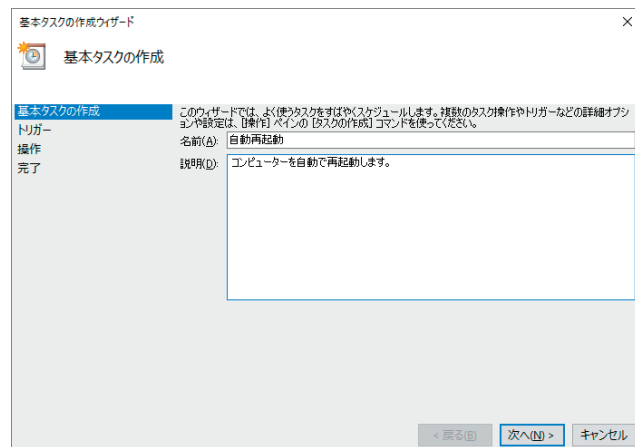 基本タスクの作成ウィザード
基本タスクの作成
基本タスクの作成
トリガー
操作
完了
このウィザードでは、よく使うタスクをすばやくスケジュールします。複数のタスク操作やトリガーなどの詳細オプシ
ョンや設定は、[操作] ペインの [タスクの作成] コマンドを使ってください。
名前(A): 自動再起動
説明(D): コンピューターを自動で再起動します。
< 戻る(B) 次へ(N) > キャンセル